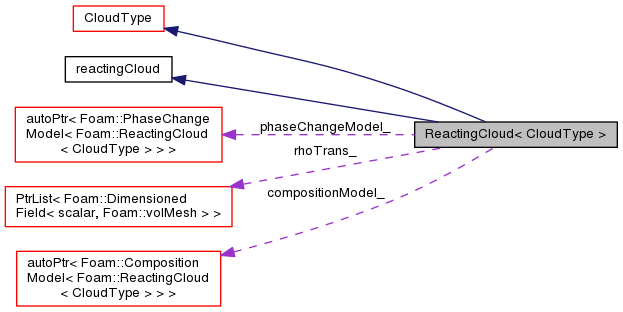 CloudType
reactingCloud
autoPtr< Foam::PhaseChange
Model< Foam::ReactingCloud
< CloudType > > >
phaseChangeModel_
ReactingCloud< CloudType >
rhoTrans_
PtrList< Foam::Dimensioned
Field< scalar, Foam::volMesh > >
compositionModel_
autoPtr< Foam::Composition
Model< Foam::ReactingCloud
< CloudType > > >